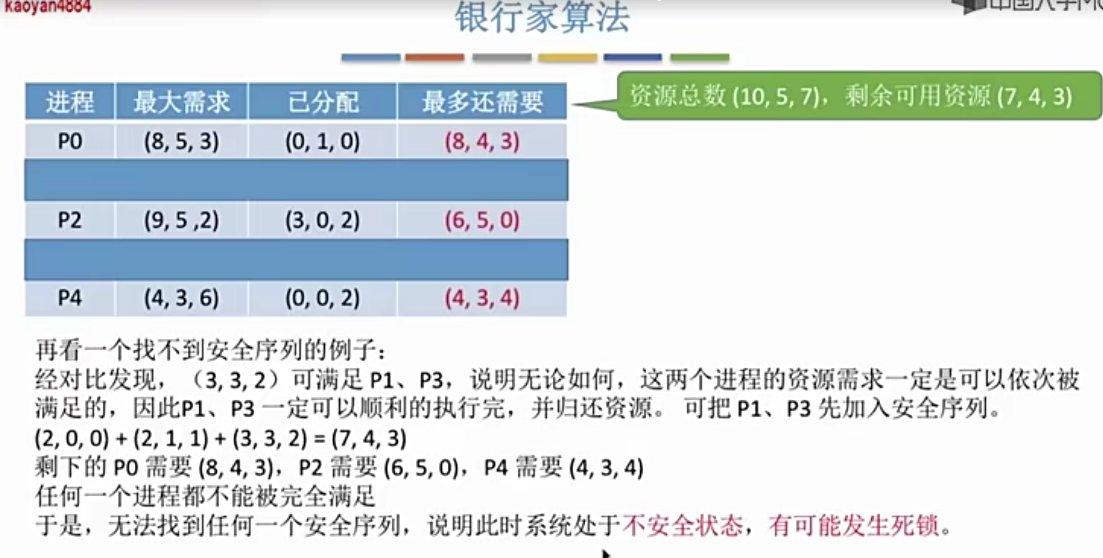 kaoyan4884
银行家算法
进程 最大需求 已分配 最多还需要
资源总数 (10, 5, 7)，剩余可用资源 (7, 4, 3)
P0 (8, 5, 3) (0, 1, 0) (8, 4, 3)
P2 (9, 5 ,2) (3, 0, 2) (6, 5, 0)
P4 (4, 3, 6) (0, 0, 2) (4, 3, 4)
再看一个找不到安全序列的例子：
经对比发现，（3, 3, 2）可满足 P1、P3，说明无论如何，这两个进程的资源需求一定是可以依次被
满足的，因此P1、P3 一定可以顺利的执行完，并归还资源。 可把 P1、P3 先加入安全序列。
(2, 0, 0) + (2, 1, 1) + (3, 3, 2) = (7, 4, 3)
剩下的 P0 需要 (8, 4, 3)，P2 需要 (6, 5, 0)，P4 需要 (4, 3, 4)
任何一个进程都不能被完全满足
于是，无法找到任何一个安全序列，说明此时系统处于不安全状态，有可能发生死锁。